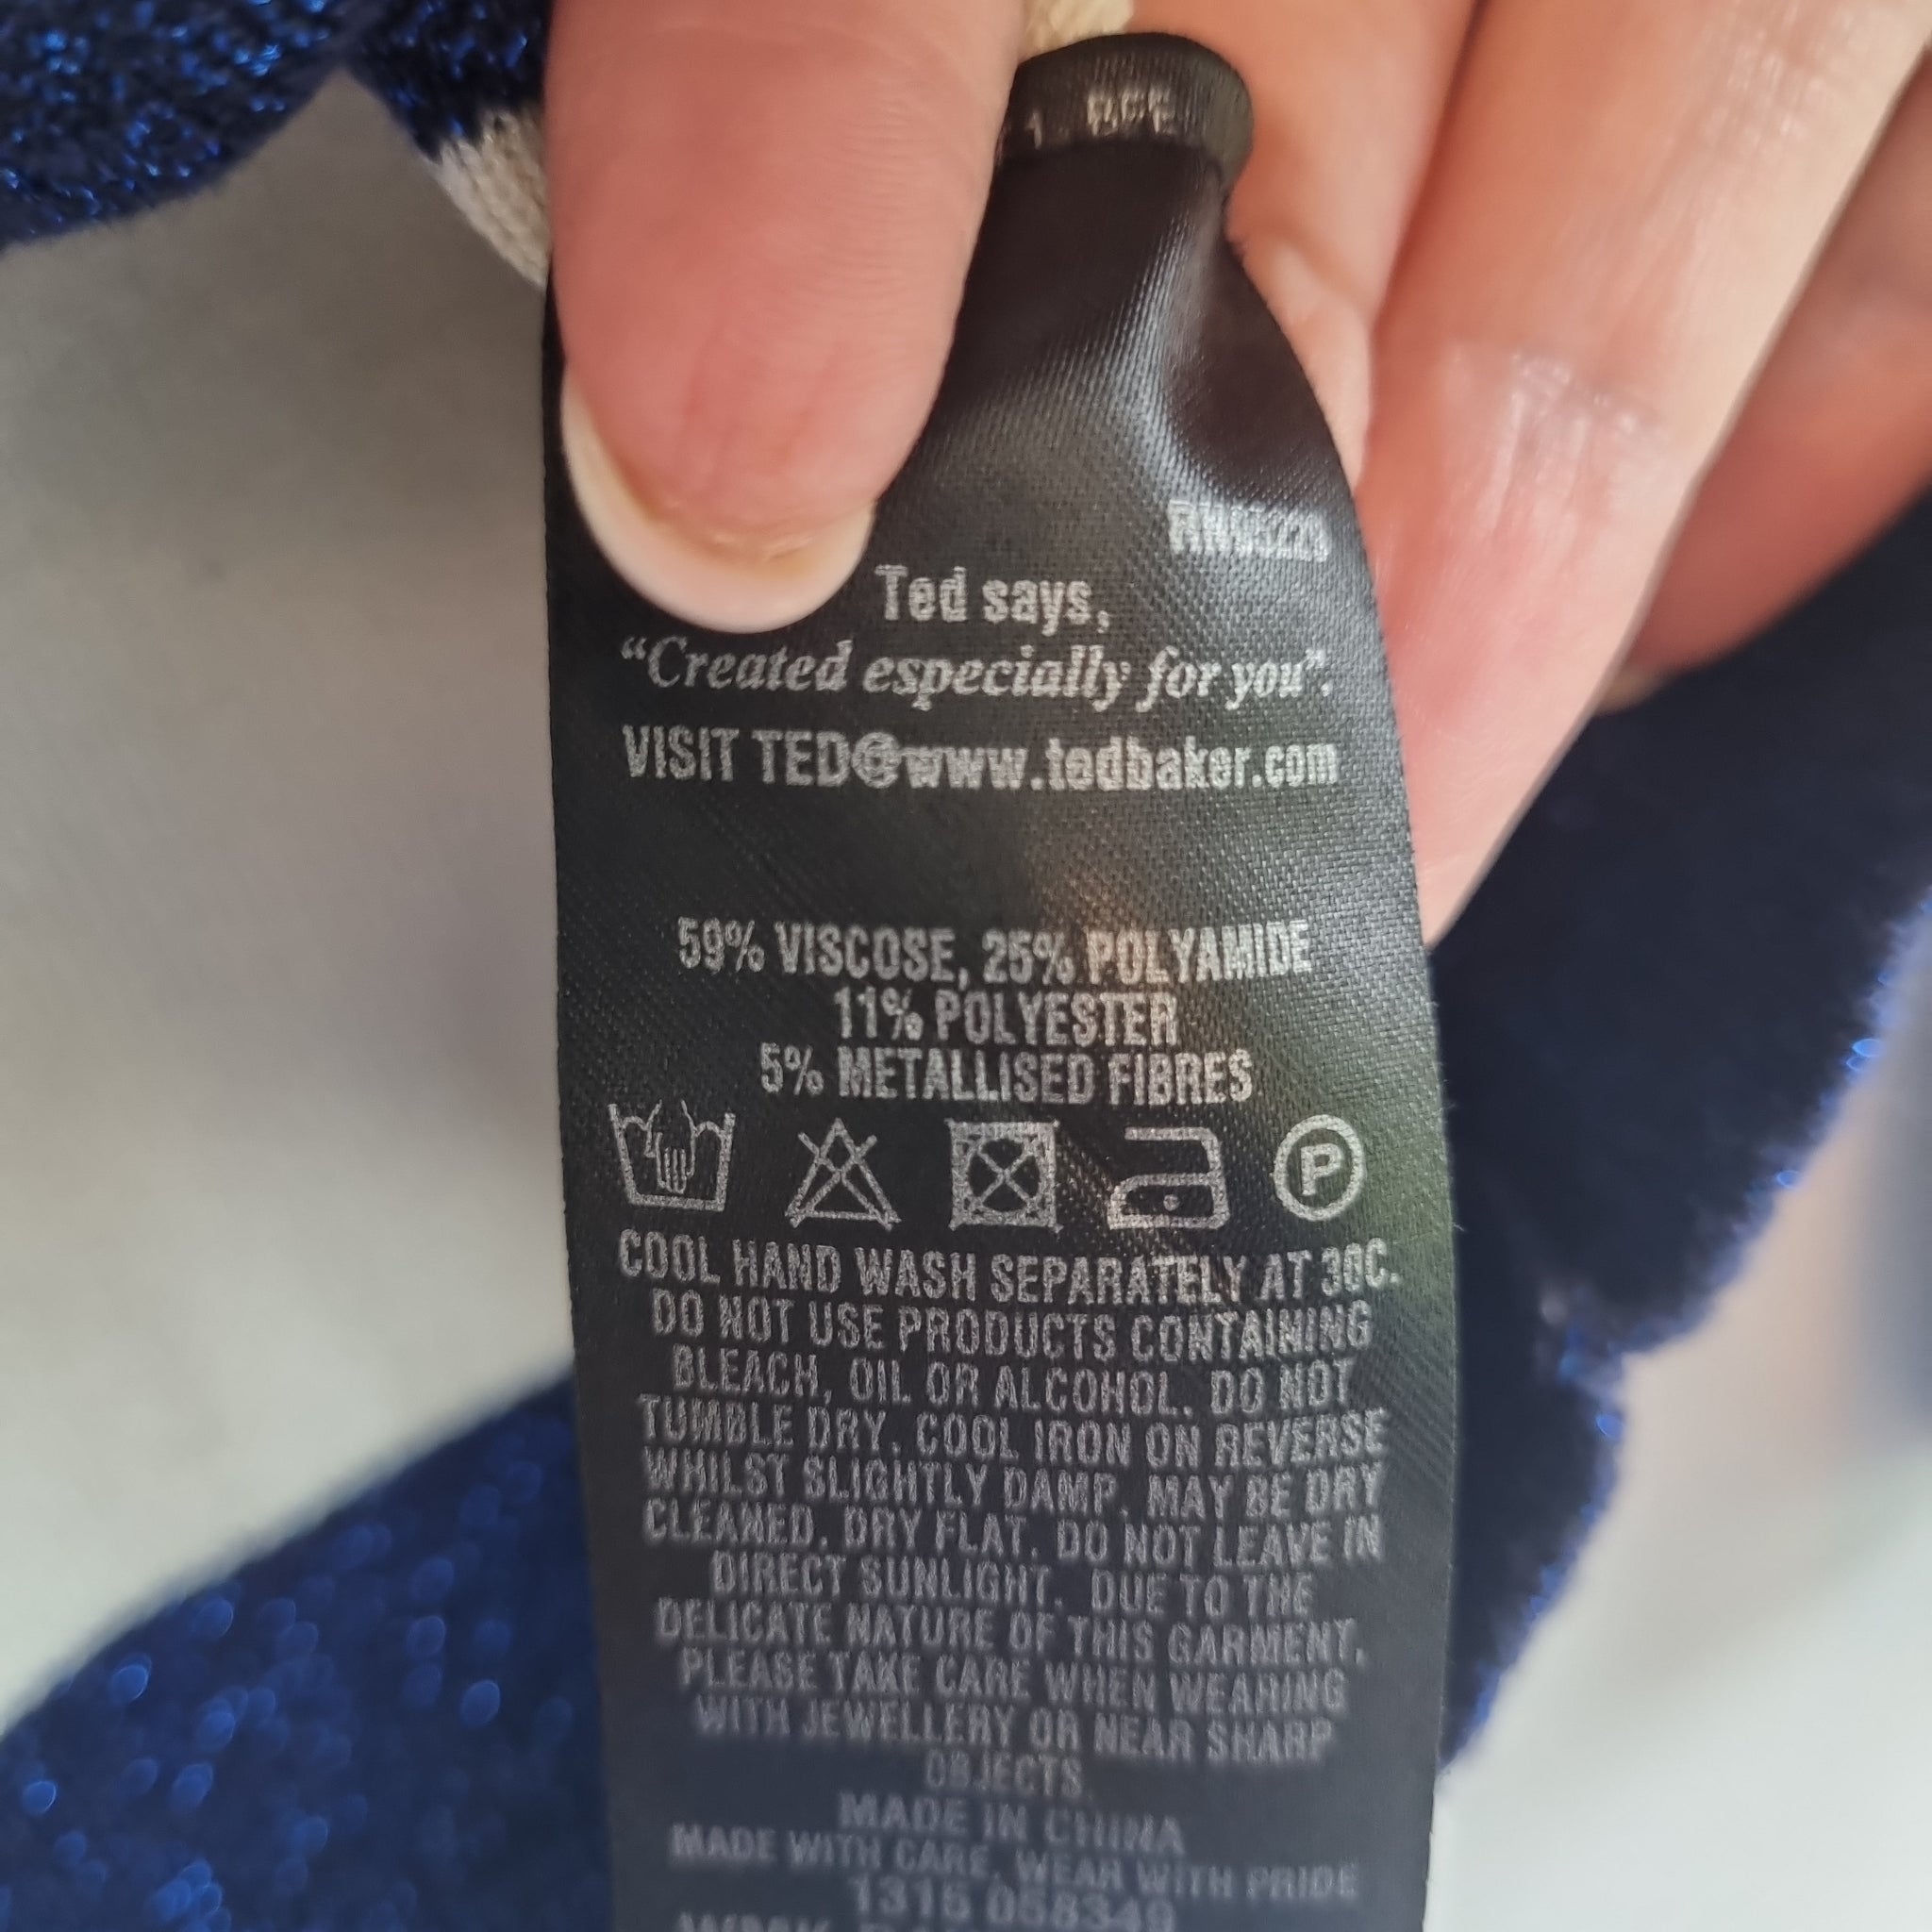 Ted says,
“Created especially for you”.
VISIT TED@www.tedbaker.com
59% VISCOSE, 25% POLYAMIDE
11% POLYESTER
5% METALLISED FIBRES
P
COOL HAND WASH SEPARATELY AT 30C.
DO NOT USE PRODUCTS CONTAINING
BLEACH, OIL OR ALCOHOL. DO NOT
TUMBLE DRY. COOL IRON ON REVERSE
WHILST SLIGHTLY DAMP. MAY BE DRY
CLEANED. DRY FLAT. DO NOT LEAVE IN
DIRECT SUNLIGHT. DUE TO THE
DELICATE NATURE OF THIS GARMENT,
PLEASE TAKE CARE WHEN WEARING
WITH JEWELLERY OR NEAR SHARP
OBJECTS.
MADE IN CHINA
MADE WITH CARE, WEAR WITH PRIDE